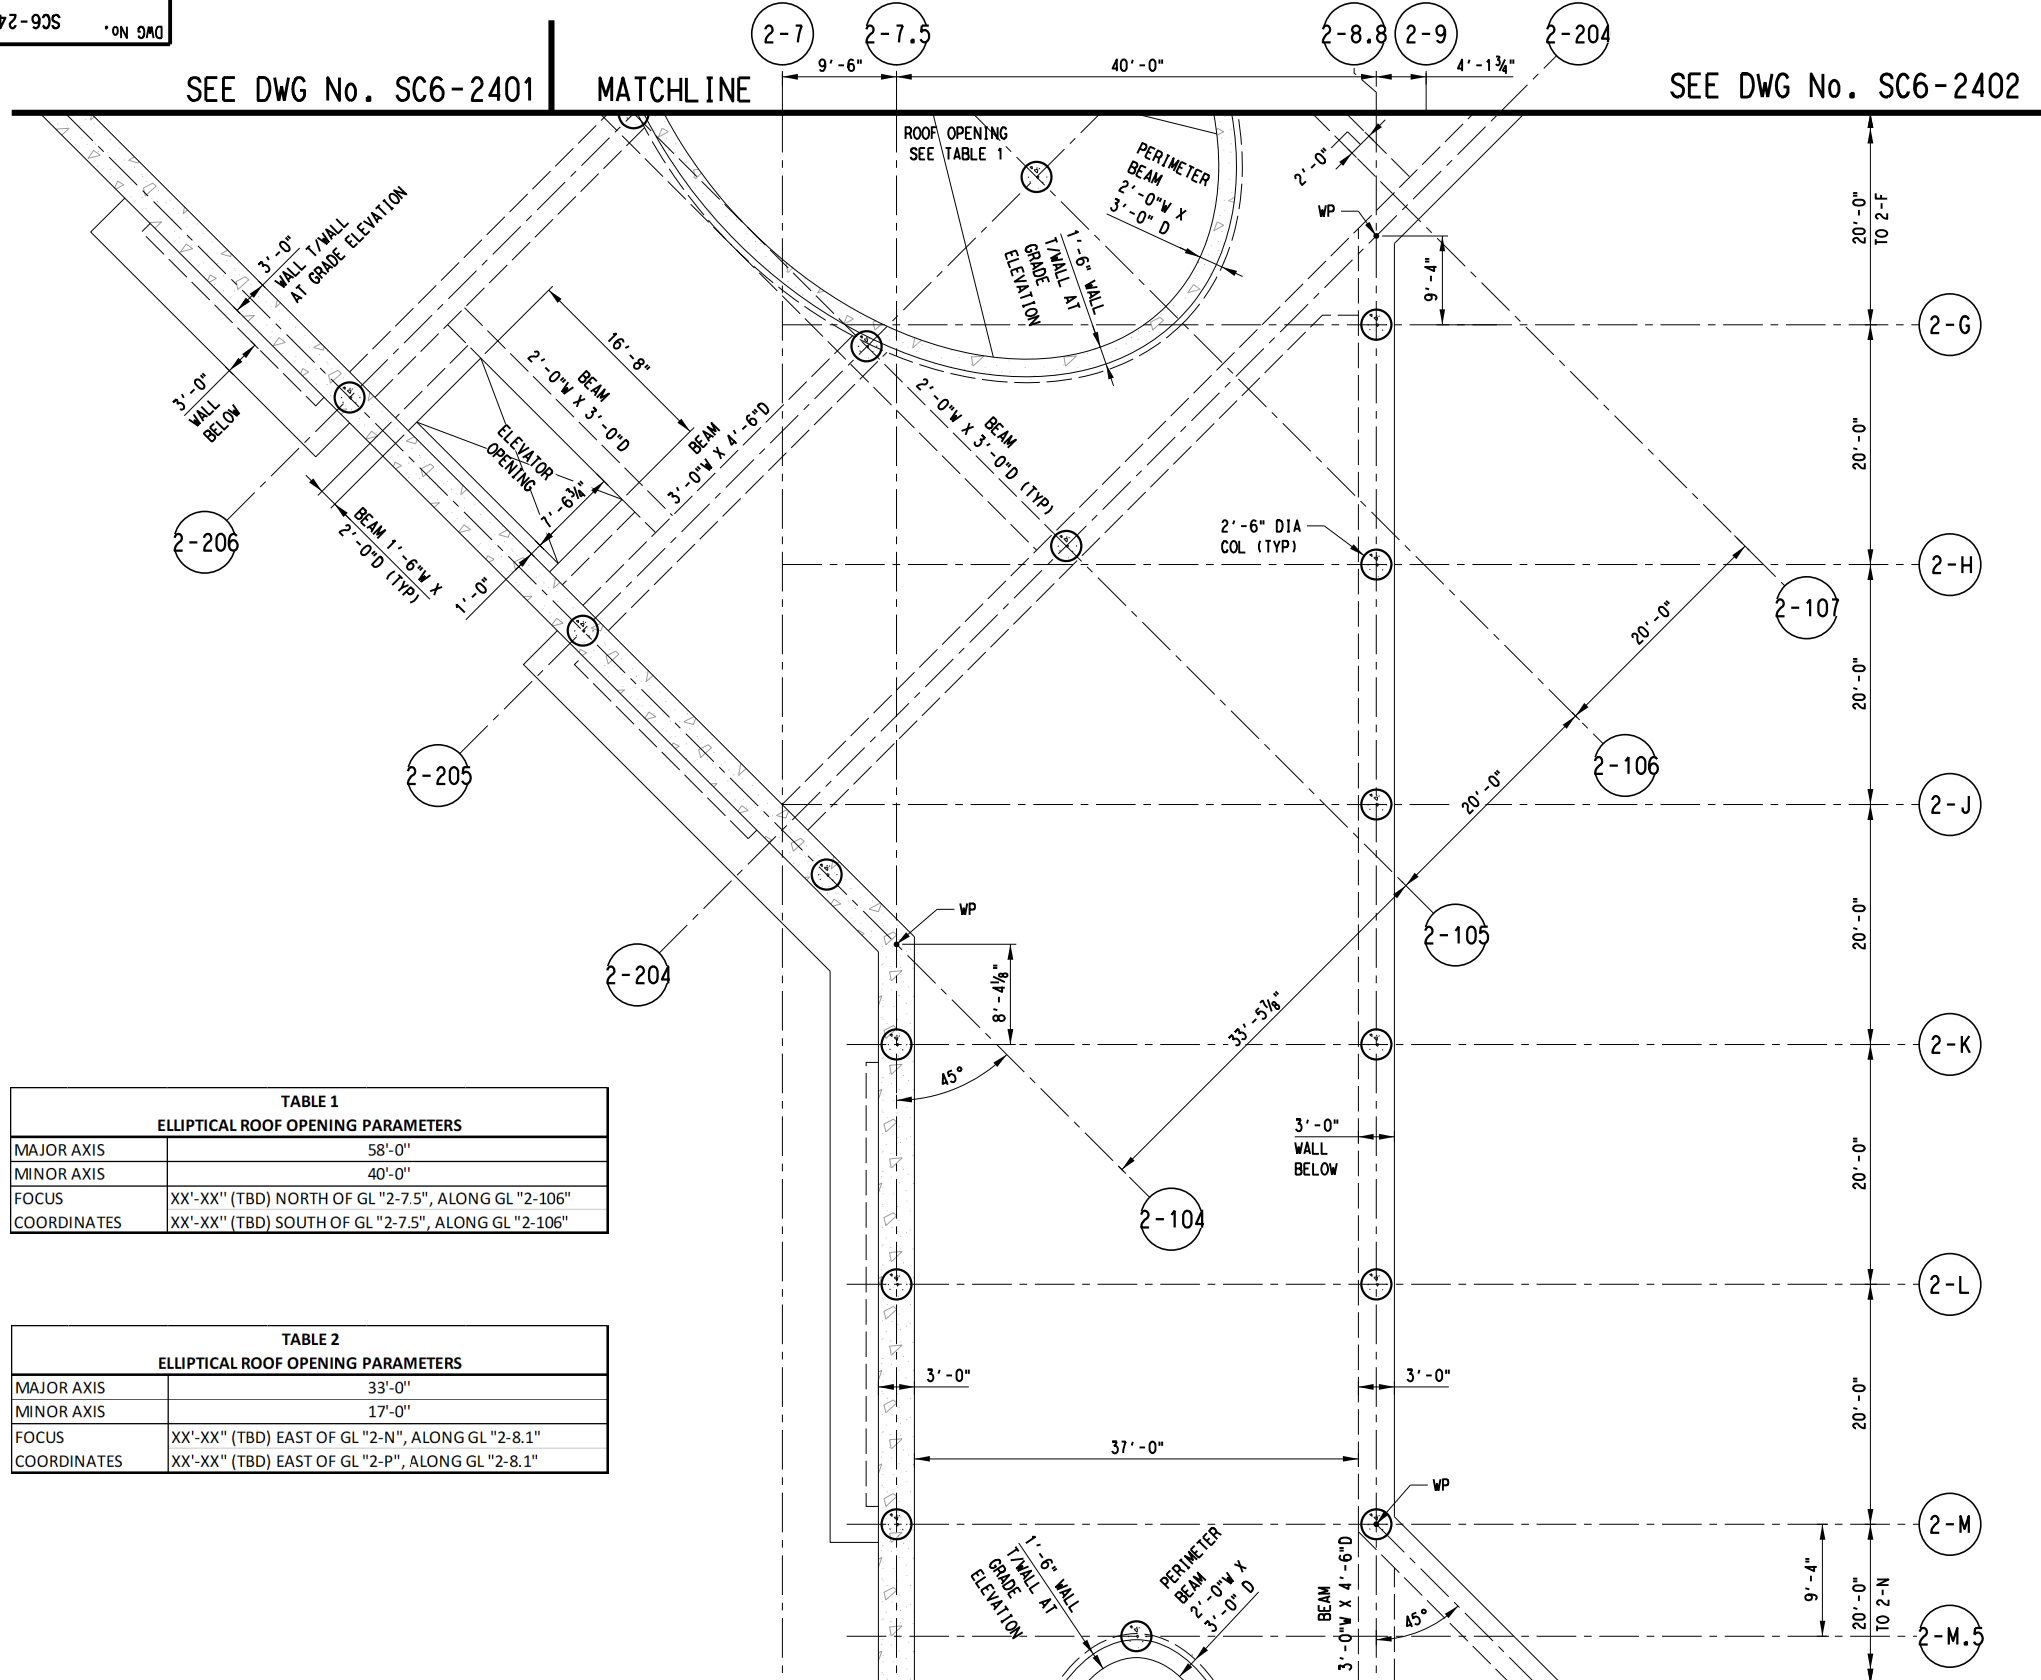 DWG No.    SC6-24
SEE DWG No. SC6-2401
MATCHLINE
SEE DWG No. SC6-2402
2-7
2-7.5
2-8.8
2-9
2-204
9'-6"
40'-0"
4'-1¾"
ROOF OPENING
SEE TABLE 1
PERIMETER
BEAM
2'-0"W X
3'-0" D
2'-0"
WP
20'-0"
TO 2-F
3'-0"
WALL T/WALL
AT GRADE ELEVATION
1'-6" WALL
T/WALL AT
GRADE
ELEVATION
9'-4"
2-G
3'-0"
WALL
BELOW
16'-8"
BEAM
2'-0"W X 3'-0"D
BEAM
3'-0"W X 4'-6"D
BEAM
2'-0"W X 3'-0"D (TYP)
ELEVATOR
OPENING
7'-6¾"
1'-0"
BEAM 1'-6"W X
2'-0"D (TYP)
20'-0"
2'-6" DIA
COL (TYP)
2-206
2-H
2-107
20'-0"
20'-0"
2-205
2-106
20'-0"
2-J
2-204
WP
2-105
20'-0"
8'-4⅛"
33'-5⅞"
45°
2-K
2-104
3'-0"
WALL
BELOW
20'-0"
2-L
TABLE 1
ELLIPTICAL ROOF OPENING PARAMETERS
MAJOR AXIS 58'-0"
MINOR AXIS 40'-0"
FOCUS XX'-XX" (TBD) NORTH OF GL "2-7.5", ALONG GL "2-106"
COORDINATES XX'-XX" (TBD) SOUTH OF GL "2-7.5", ALONG GL "2-106"
TABLE 2
ELLIPTICAL ROOF OPENING PARAMETERS
MAJOR AXIS 33'-0"
MINOR AXIS 17'-0"
FOCUS XX'-XX" (TBD) EAST OF GL "2-N", ALONG GL "2-8.1"
COORDINATES XX'-XX" (TBD) EAST OF GL "2-P", ALONG GL "2-8.1"
3'-0"
3'-0"
20'-0"
37'-0"
WP
2-M
1'-6" WALL
T/WALL AT
GRADE
ELEVATION
PERIMETER
BEAM
2'-0"W X
3'-0" D
BEAM
3'-0"W X 4'-6"D
45°
9'-4"
20'-0"
TO 2-N
2-M.5